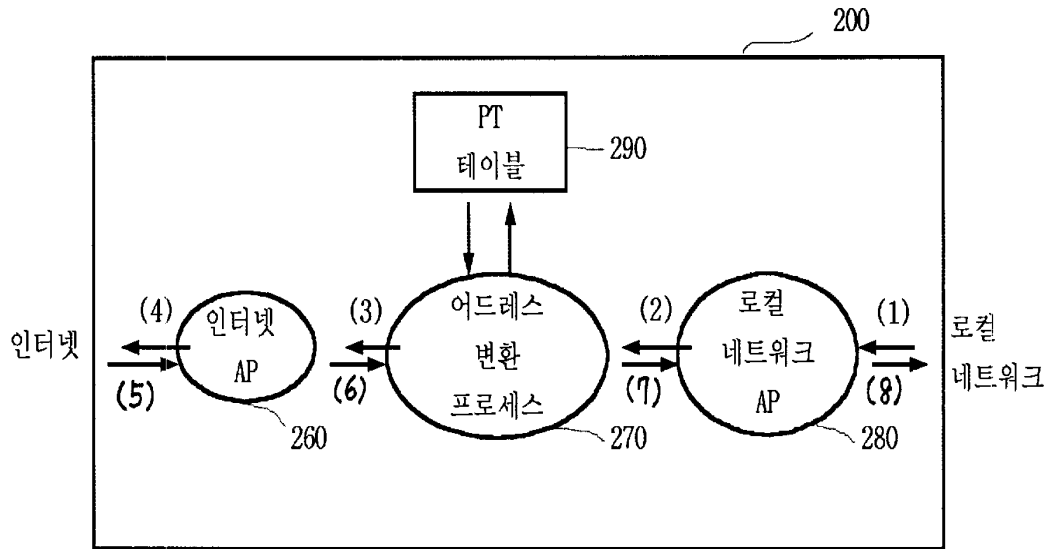 200
PT
테이블
290
인터넷
(4)
(5)
인터넷
AP
260
(3)
(6)
어드레스
변환
프로세스
270
(2)
(7)
로컬
네트워크
AP
280
(1)
(8)
로컬
네트워크